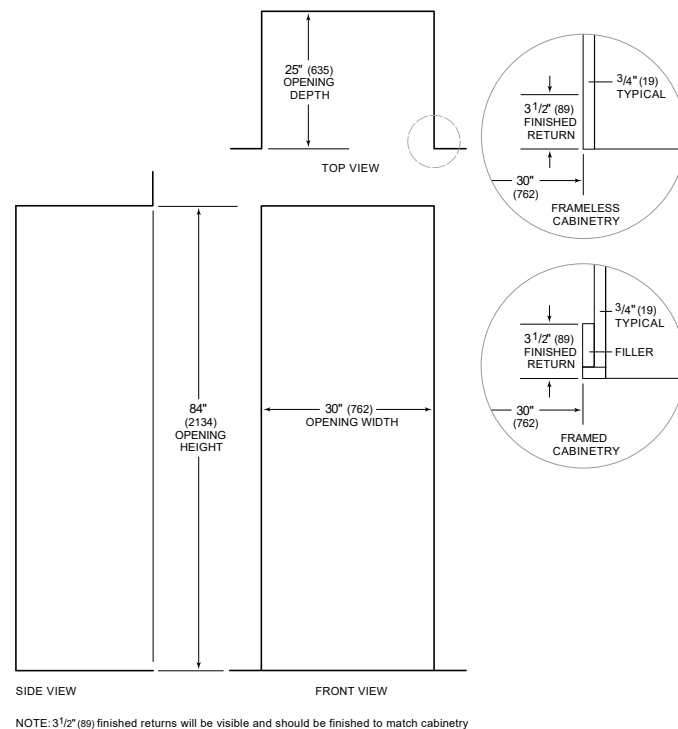 25" (635)
OPENING
DEPTH
TOP VIEW
3/4" (19)
TYPICAL
3 1/2" (89)
FINISHED
RETURN
30"
(762)
FRAMELESS
CABINETRY
3/4" (19)
TYPICAL
3 1/2" (89)
FINISHED
RETURN
FILLER
30"
(762)
FRAMED
CABINETRY
84"
(2134)
OPENING
HEIGHT
30" (762)
OPENING WIDTH
SIDE VIEW
FRONT VIEW
NOTE: 3 1/2" (89) finished returns will be visible and should be finished to match cabinetry